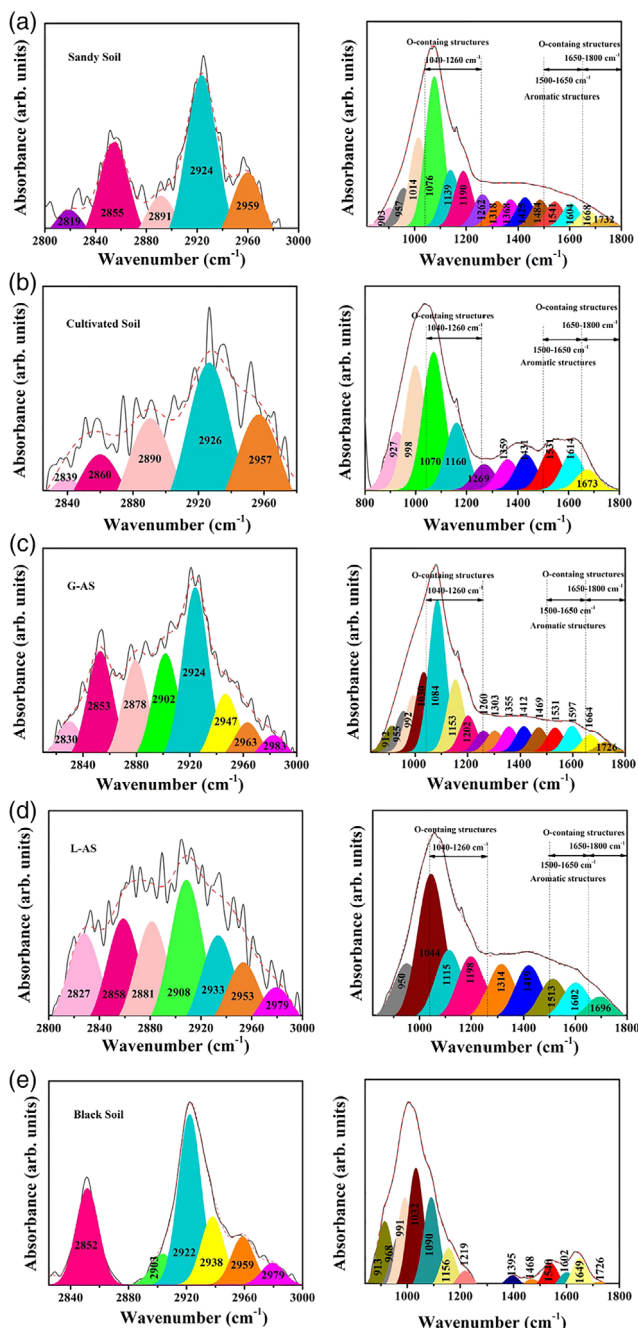 (a)
Absorbance (arb. units)
Sandy Soil
2819
2855
2891
2924
2959
2800 2840 2880 2920 2960 3000
Wavenumber (cm-1)
Absorbance (arb. units)
O-containg structures
1040-1260 cm-1
O-containg structures
1650-1800 cm-1
1500-1650 cm-1
Aromatic structures
903
957
1014
1076
1139
1190
1262
1318
1368
1425
1484
1541
1604
1668
1732
800 1000 1200 1400 1600 1800
Wavenumber (cm-1)
(b)
Absorbance (arb. units)
Cultivated Soil
2839
2860
2890
2926
2957
2840 2880 2920 2960
Wavenumber (cm-1)
Absorbance (arb. units)
O-containg structures
1040-1260 cm-1
O-containg structures
1650-1800 cm-1
1500-1650 cm-1
Aromatic structures
927
998
1070
1160
1269
1359
1431
1531
1614
1673
800 1000 1200 1400 1600 1800
Wavenumber (cm-1)
(c)
Absorbance (arb. units)
G-AS
2830
2853
2878
2902
2924
2947
2963
2983
2800 2840 2880 2920 2960 3000
Wavenumber (cm-1)
Absorbance (arb. units)
O-containg structures
1040-1260 cm-1
O-containg structures
1650-1800 cm-1
1500-1650 cm-1
Aromatic structures
912
955
992
1030
1084
1153
1202
1260
1303
1355
1412
1469
1531
1597
1664
1726
800 1000 1200 1400 1600 1800
Wavenumber (cm-1)
(d)
Absorbance (arb. units)
L-AS
2827
2858
2881
2908
2933
2953
2979
2800 2840 2880 2920 2960 3000
Wavenumber (cm-1)
Absorbance (arb. units)
O-containg structures
1040-1260 cm-1
O-containg structures
1650-1800 cm-1
1500-1650 cm-1
Aromatic structures
950
1044
1115
1198
1314
1513
1602
1696
1000 1200 1400 1600 1800
Wavenumber (cm-1)
(e)
Absorbance (arb. units)
Black Soil
2852
2903
2922
2938
2959
2979
2840 2880 2920 2960 3000
Wavenumber (cm-1)
Absorbance (arb. units)
913
968
991
1032
1090
1156
1219
1395
1468
1540
1602
1649
1726
1000 1200 1400 1600 1800
Wavenumber (cm-1)